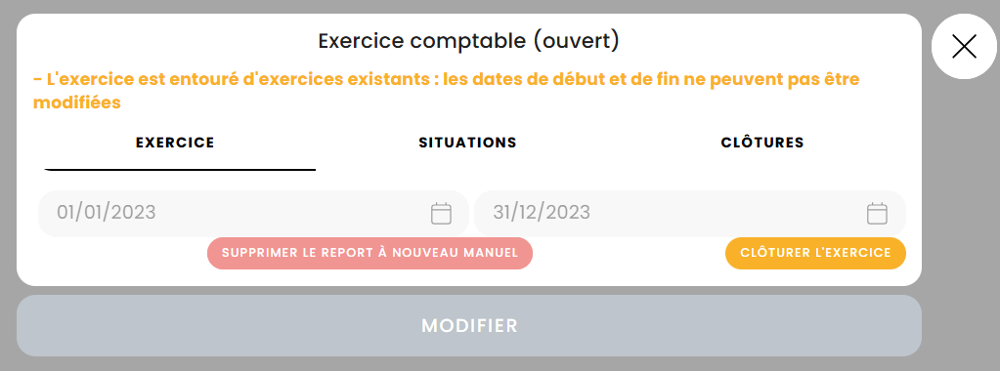 Exercice comptable (ouvert)
- L'exercice est entouré d'exercices existants : les dates de début et de fin ne peuvent pas être
modifiées
EXERCICE SITUATIONS CLÔTURES
01/01/2023 31/12/2023
SUPPRIMER LE REPORT À NOUVEAU MANUEL CLÔTURER L'EXERCICE
MODIFIER